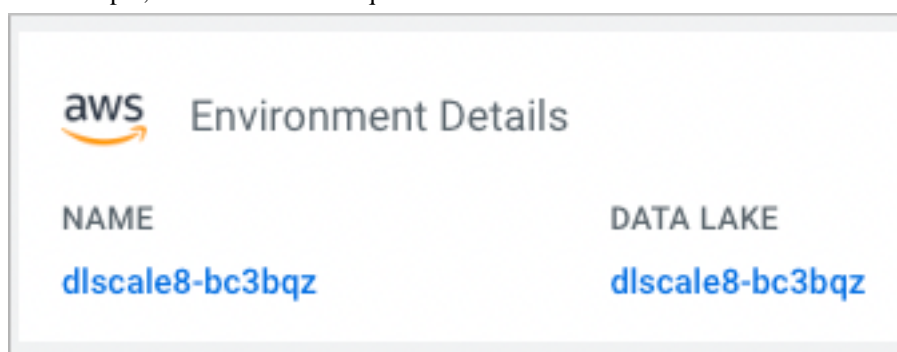 aws Environment Details
NAME DATA LAKE
dlscale8-bc3bqz dlscale8-bc3bqz